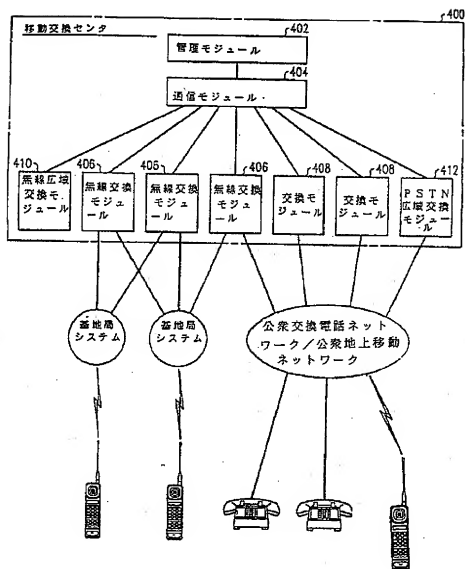 400
移動交換センタ
402
管理モジュール
404
通信モジュール・
410
無線広域
交換モ.
ジュール
406
無線交換
モジュ
ール
406
無線交換
モジュ
ール
406
無線交換
モジュ
ール
408
交換モ
ジュール
408
交換モ
ジュール
412
PSTN
広域交換
モジュー
ル
基地局
システム
基地局
システム
公衆交換電話ネット
ワーク/公衆地上移動
ネットワーク